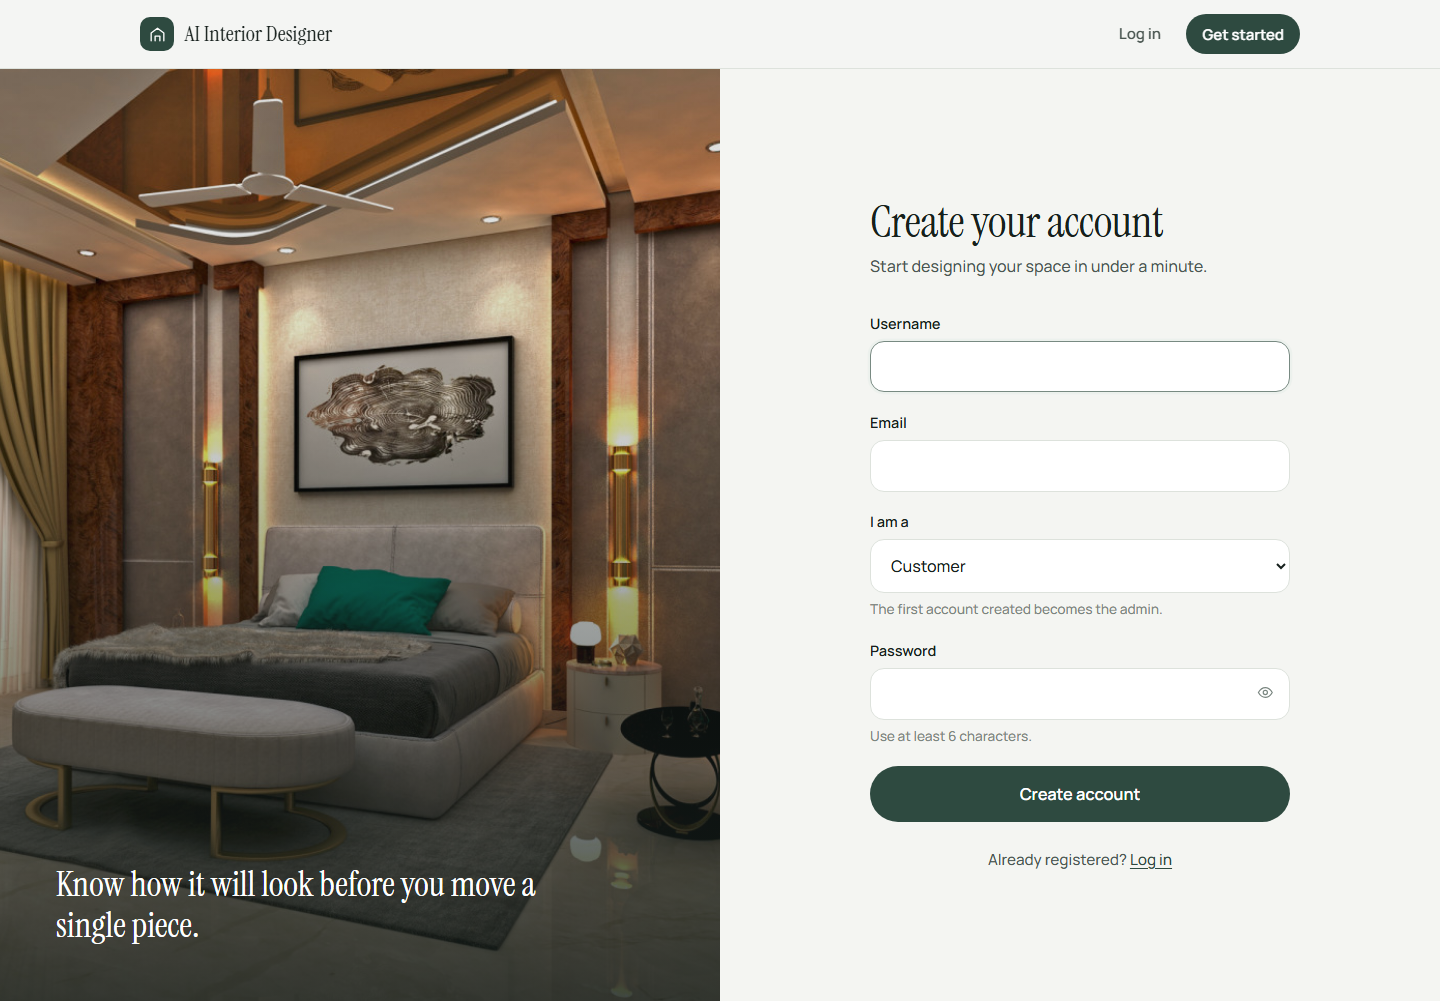 AI Interior Designer
Log in
Get started
Know how it will look before you move a
single piece.
Create your account
Start designing your space in under a minute.
Username
Email
I am a
Customer
The first account created becomes the admin.
Password
Use at least 6 characters.
Create account
Already registered? Log in